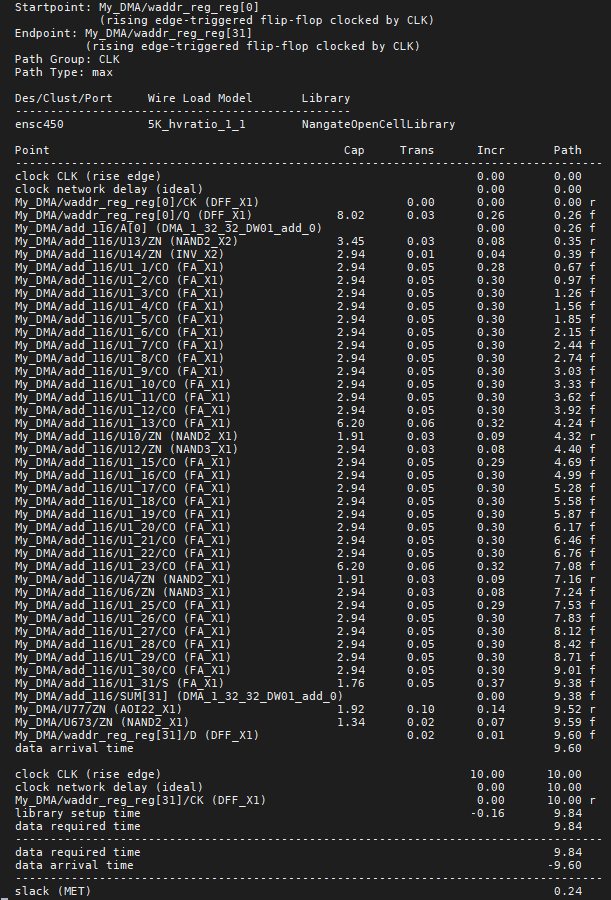 Startpoint: My_DMA/waddr_reg_reg[0]
(rising edge-triggered flip-flop clocked by CLK)
Endpoint: My_DMA/waddr_reg_reg[31]
(rising edge-triggered flip-flop clocked by CLK)
Path Group: CLK
Path Type: max
Des/Clust/Port Wire Load Model Library
------------------------------------------------
ensc450 5K_hvratio_1_1 NangateOpenCellLibrary
Point Cap Trans Incr Path
--------------------------------------------------------------------------------
clock CLK (rise edge) 0.00 0.00
clock network delay (ideal) 0.00 0.00
My_DMA/waddr_reg_reg[0]/CK (DFF_X1) 0.00 0.00 0.00 r
My_DMA/waddr_reg_reg[0]/Q (DFF_X1) 8.02 0.03 0.26 0.26 f
My_DMA/add_116/A[0] (DMA_1_32_32_DW01_add_0) 0.00 0.26 f
My_DMA/add_116/U13/ZN (NAND2_X2) 3.45 0.03 0.08 0.35 r
My_DMA/add_116/U14/ZN (INV_X2) 2.94 0.01 0.04 0.39 f
My_DMA/add_116/U1_1/CO (FA_X1) 2.94 0.05 0.28 0.67 f
My_DMA/add_116/U1_2/CO (FA_X1) 2.94 0.05 0.30 0.97 f
My_DMA/add_116/U1_3/CO (FA_X1) 2.94 0.05 0.30 1.26 f
My_DMA/add_116/U1_4/CO (FA_X1) 2.94 0.05 0.30 1.56 f
My_DMA/add_116/U1_5/CO (FA_X1) 2.94 0.05 0.30 1.85 f
My_DMA/add_116/U1_6/CO (FA_X1) 2.94 0.05 0.30 2.15 f
My_DMA/add_116/U1_7/CO (FA_X1) 2.94 0.05 0.30 2.44 f
My_DMA/add_116/U1_8/CO (FA_X1) 2.94 0.05 0.30 2.74 f
My_DMA/add_116/U1_9/CO (FA_X1) 2.94 0.05 0.30 3.03 f
My_DMA/add_116/U1_10/CO (FA_X1) 2.94 0.05 0.30 3.33 f
My_DMA/add_116/U1_11/CO (FA_X1) 2.94 0.05 0.30 3.62 f
My_DMA/add_116/U1_12/CO (FA_X1) 2.94 0.05 0.30 3.92 f
My_DMA/add_116/U1_13/CO (FA_X1) 6.20 0.06 0.32 4.24 f
My_DMA/add_116/U10/ZN (NAND2_X1) 1.91 0.03 0.09 4.32 r
My_DMA/add_116/U12/ZN (NAND3_X1) 2.94 0.03 0.08 4.40 f
My_DMA/add_116/U1_15/CO (FA_X1) 2.94 0.05 0.29 4.69 f
My_DMA/add_116/U1_16/CO (FA_X1) 2.94 0.05 0.30 4.99 f
My_DMA/add_116/U1_17/CO (FA_X1) 2.94 0.05 0.30 5.28 f
My_DMA/add_116/U1_18/CO (FA_X1) 2.94 0.05 0.30 5.58 f
My_DMA/add_116/U1_19/CO (FA_X1) 2.94 0.05 0.30 5.87 f
My_DMA/add_116/U1_20/CO (FA_X1) 2.94 0.05 0.30 6.17 f
My_DMA/add_116/U1_21/CO (FA_X1) 2.94 0.05 0.30 6.46 f
My_DMA/add_116/U1_22/CO (FA_X1) 2.94 0.05 0.30 6.76 f
My_DMA/add_116/U1_23/CO (FA_X1) 6.20 0.06 0.32 7.08 f
My_DMA/add_116/U4/ZN (NAND2_X1) 1.91 0.03 0.09 7.16 r
My_DMA/add_116/U6/ZN (NAND3_X1) 2.94 0.03 0.08 7.24 f
My_DMA/add_116/U1_25/CO (FA_X1) 2.94 0.05 0.29 7.53 f
My_DMA/add_116/U1_26/CO (FA_X1) 2.94 0.05 0.30 7.83 f
My_DMA/add_116/U1_27/CO (FA_X1) 2.94 0.05 0.30 8.12 f
My_DMA/add_116/U1_28/CO (FA_X1) 2.94 0.05 0.30 8.42 f
My_DMA/add_116/U1_29/CO (FA_X1) 2.94 0.05 0.30 8.71 f
My_DMA/add_116/U1_30/CO (FA_X1) 2.94 0.05 0.30 9.01 f
My_DMA/add_116/U1_31/S (FA_X1) 1.76 0.05 0.37 9.38 f
My_DMA/add_116/SUM[31] (DMA_1_32_32_DW01_add_0) 0.00 9.38 f
My_DMA/U77/ZN (AOI22_X1) 1.92 0.10 0.14 9.52 r
My_DMA/U673/ZN (NAND2_X1) 1.34 0.02 0.07 9.59 f
My_DMA/waddr_reg_reg[31]/D (DFF_X1) 0.02 0.01 9.60 f
data arrival time 9.60
clock CLK (rise edge) 10.00 10.00
clock network delay (ideal) 0.00 10.00
My_DMA/waddr_reg_reg[31]/CK (DFF_X1) 0.00 10.00 r
library setup time -0.16 9.84
data required time 9.84
--------------------------------------------------------------------------------
data required time 9.84
data arrival time -9.60
--------------------------------------------------------------------------------
slack (MET) 0.24